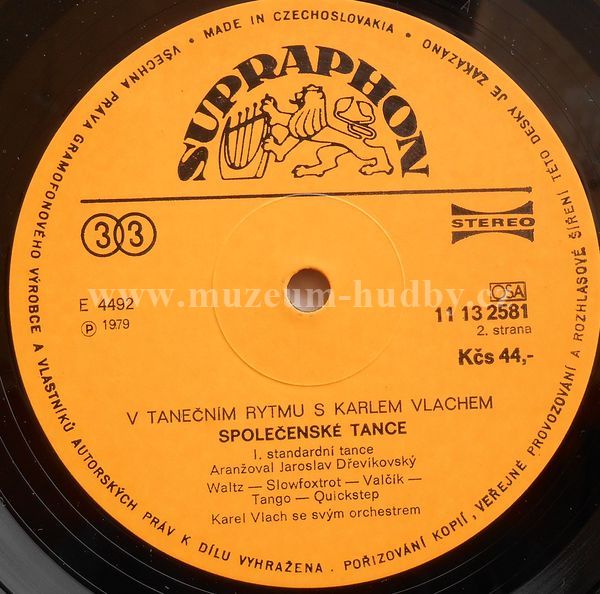 VŠECHNA PRÁVA GRAMOFONOVÉHO VÝROBCE A VLASTNÍKŮ AUTORSKÝCH PRÁV K DÍLU VYHRAŽENA. POŘIZOVÁNÍ KOPIÍ, VEŘEJNÉ PROVOZOVÁNÍ A ROZHLASOVÉ ŠÍŘENÍ TÉTO DESKY JE ZAKÁZÁNO • MADE IN CZECHOSLOVAKIA •
SUPRAPHON
33
STEREO
www.muzeum-hudby.cz
E 4492
Ⓟ 1979
OSA
11 13 2581
2. strana
Kčs 44,-
V TANEČNÍM RYTMU S KARLEM VLACHEM
SPOLEČENSKÉ TANCE
I. standardní tance
Aranžoval Jaroslav Dřevíkovský
Waltz — Slowfoxtrot — Valčík —
Tango — Quickstep
Karel Vlach se svým orchestrem